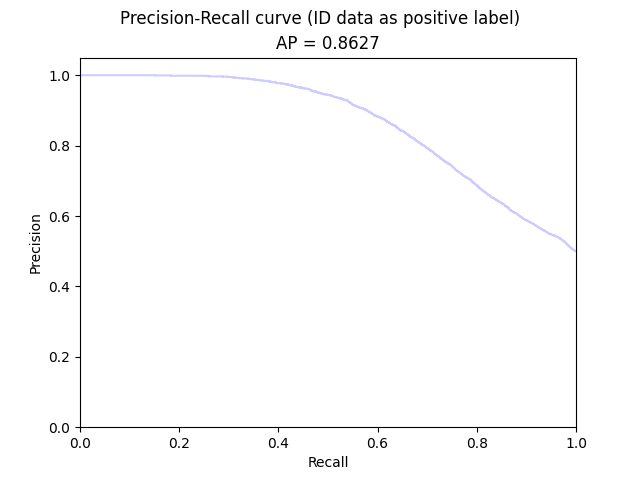 Precision-Recall curve (ID data as positive label)
AP = 0.8627
1.0
0.8
0.6
0.4
0.2
0.0
Precision
0.0 0.2 0.4 0.6 0.8 1.0
Recall